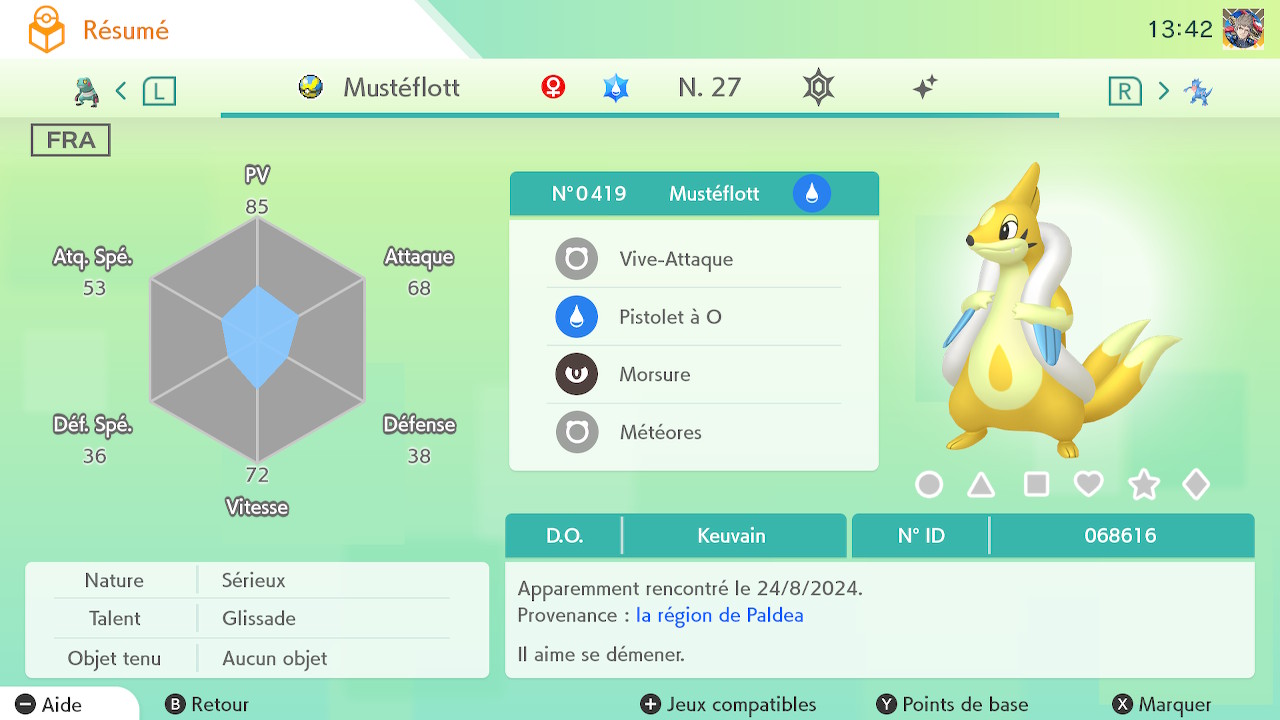 Résumé
13:42
L
Mustéflott
N. 27
R
FRA
PV
85
Atq. Spé.
53
Attaque
68
Déf. Spé.
36
Défense
38
72
Vitesse
N°0419 Mustéflott
Vive-Attaque
Pistolet à O
Morsure
Météores
D.O. Keuvain
N° ID 068616
Nature Sérieux
Talent Glissade
Objet tenu Aucun objet
Apparemment rencontré le 24/8/2024.
Provenance : la région de Paldea
Il aime se démener.
Aide
B Retour
Jeux compatibles
Y Points de base
X Marquer